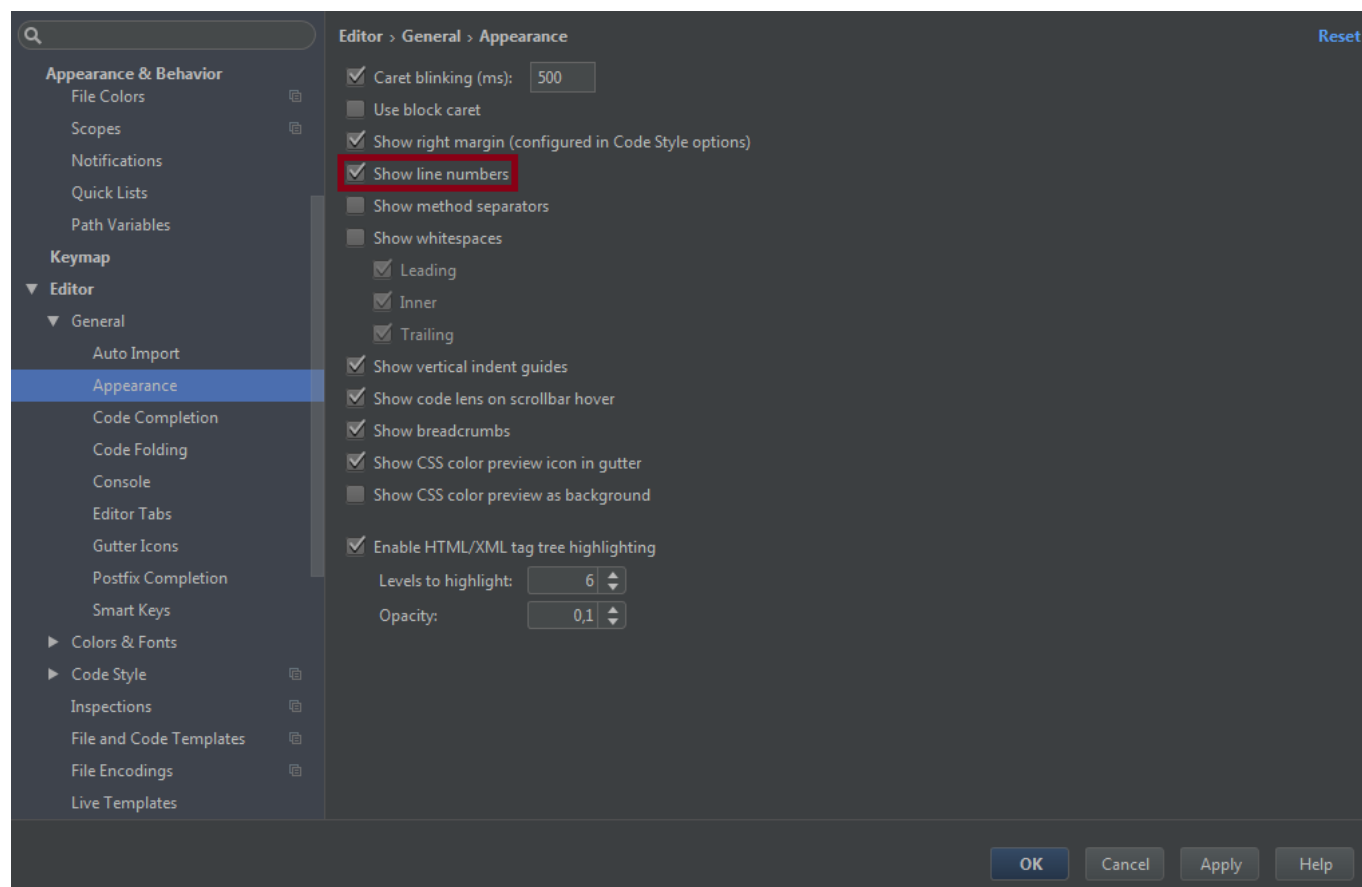 Appearance & Behavior
File Colors
Scopes
Notifications
Quick Lists
Path Variables
Keymap
Editor
General
Auto Import
Appearance
Code Completion
Code Folding
Console
Editor Tabs
Gutter Icons
Postfix Completion
Smart Keys
Colors & Fonts
Code Style
Inspections
File and Code Templates
File Encodings
Live Templates
Editor › General › Appearance
Reset
Caret blinking (ms): 500
Use block caret
Show right margin (configured in Code Style options)
Show line numbers
Show method separators
Show whitespaces
Leading
Inner
Trailing
Show vertical indent guides
Show code lens on scrollbar hover
Show breadcrumbs
Show CSS color preview icon in gutter
Show CSS color preview as background
Enable HTML/XML tag tree highlighting
Levels to highlight: 6
Opacity: 0,1
OK
Cancel
Apply
Help